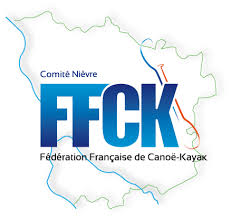 Comité Nièvre
FFCK
Fédération Française de Canoë-Kayak